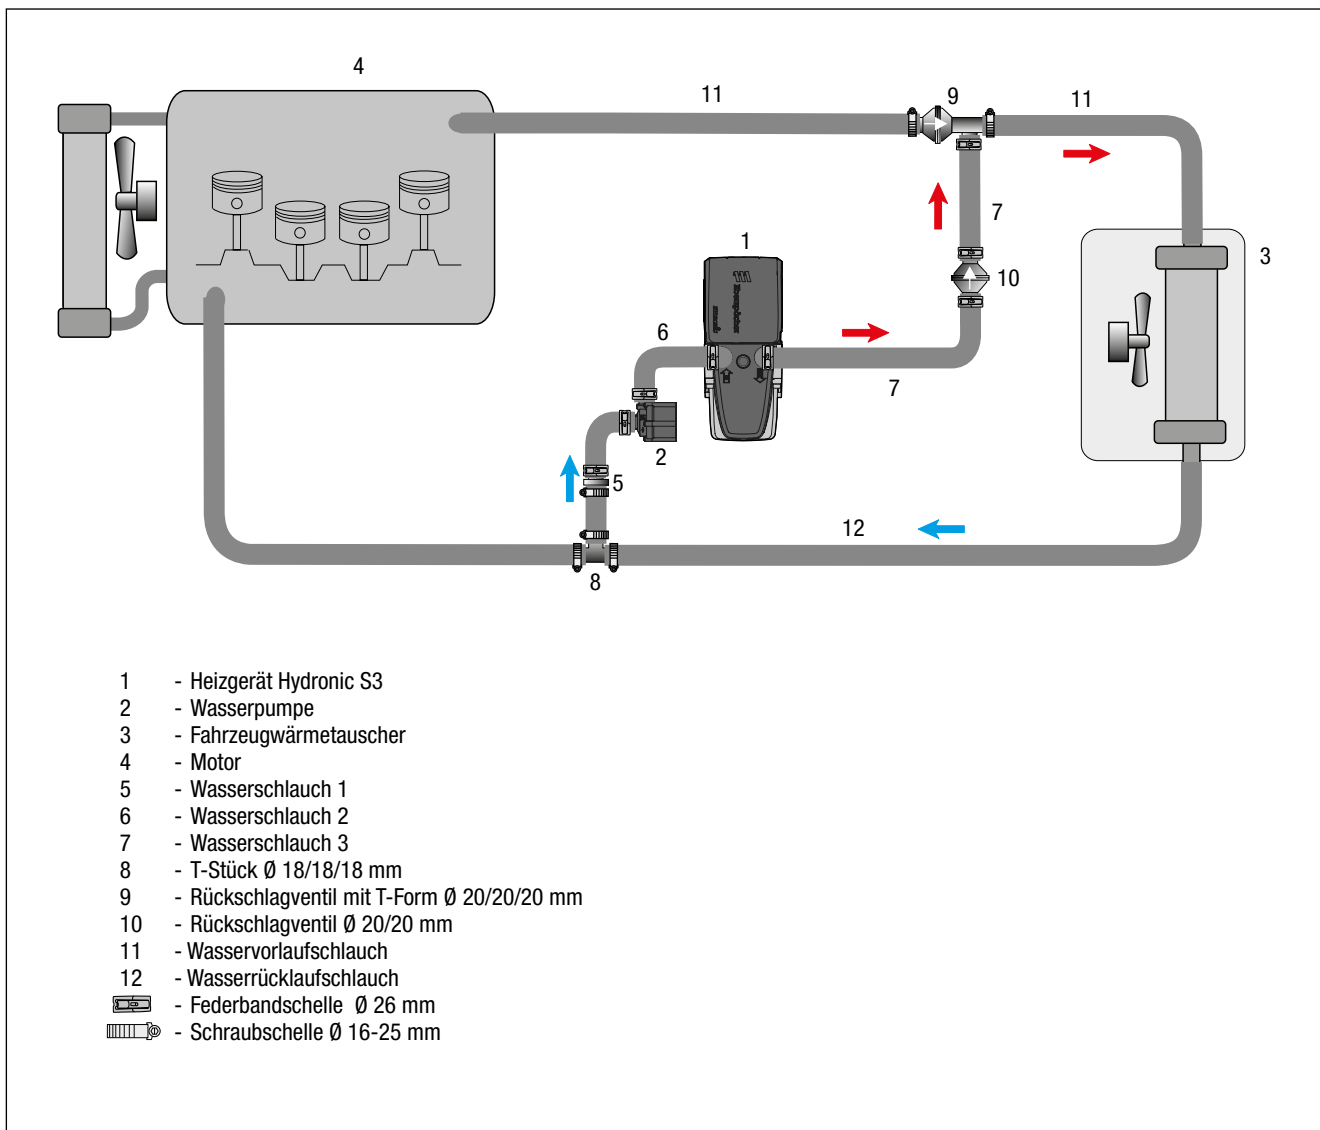 4
11
9
11
7
1
3
10
6
7
2
5
12
8
Eberspächer
1 - Heizgerät Hydronic S3
2 - Wasserpumpe
3 - Fahrzeugwärmetauscher
4 - Motor
5 - Wasserschlauch 1
6 - Wasserschlauch 2
7 - Wasserschlauch 3
8 - T-Stück Ø 18/18/18 mm
9 - Rückschlagventil mit T-Form Ø 20/20/20 mm
10 - Rückschlagventil Ø 20/20 mm
11 - Wasservorlaufschlauch
12 - Wasserrücklaufschlauch
- Federbandschelle Ø 26 mm
- Schraubschelle Ø 16-25 mm